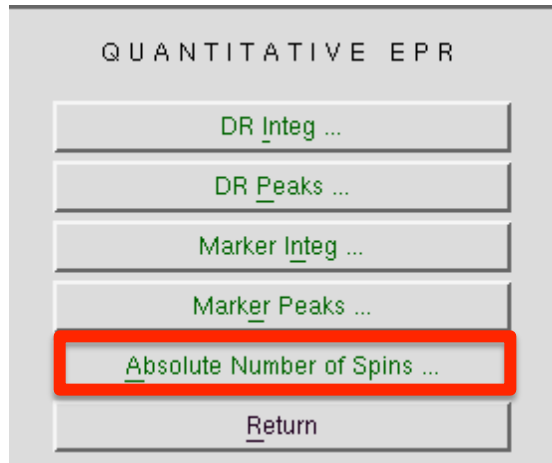 QUANTITATIVE EPR
DR Integ ...
DR Peaks ...
Marker Integ ...
Marker Peaks ...
Absolute Number of Spins ...
Return